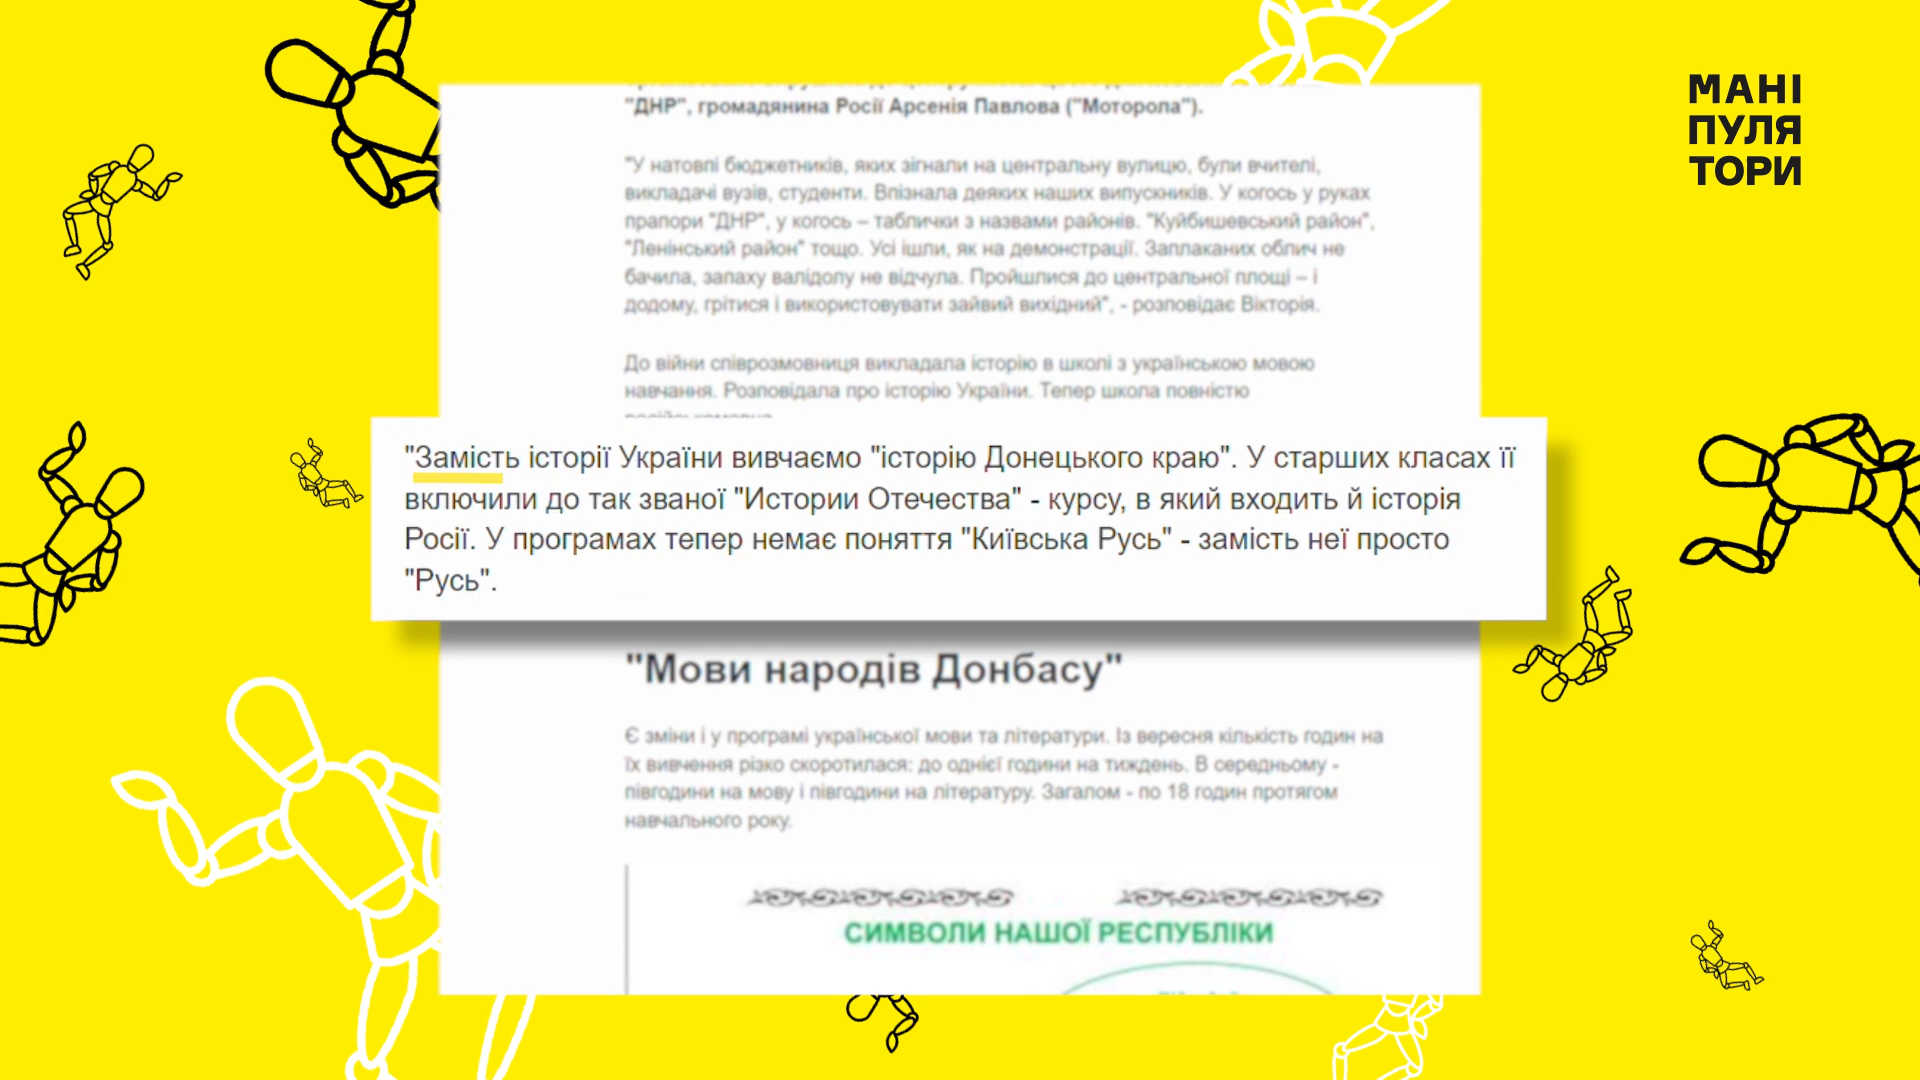 МАНІ
ПУЛЯ
ТОРИ
"ДНР", громадянина Росії Арсенія Павлова ("Моторола").
"У натовпі бюджетників, яких зігнали на центральну вулицю, були вчителі,
викладачі вузів, студенти. Впізнала деяких наших випускників. У когось у руках
прапори "ДНР", у когось – таблички з назвами районів. "Куйбишевський район",
"Ленінський район" тощо. Усі ішли, як на демонстрації. Заплаканих облич не
бачила, запаху валідолу не відчула. Пройшлися до центральної площі – і
додому, грітися і використовувати зайвий вихідний", - розповідає Вікторія.
До війни співрозмовниця викладала історію в школі з українською мовою
навчання. Розповідала про історію України. Тепер школа повністю
"Замість історії України вивчаємо "історію Донецького краю". У старших класах її
включили до так званої "Истории Отечества" - курсу, в який входить й історія
Росії. У програмах тепер немає поняття "Київська Русь" - замість неї просто
"Русь".
"Мови народів Донбасу"
Є зміни і у програмі української мови та літератури. Із вересня кількість годин на
їх вивчення різко скоротилася: до однієї години на тиждень. В середньому -
півгодини на мову і півгодини на літературу. Загалом - по 18 годин протягом
навчального року.
СИМВОЛИ НАШОЇ РЕСПУБЛІКИ